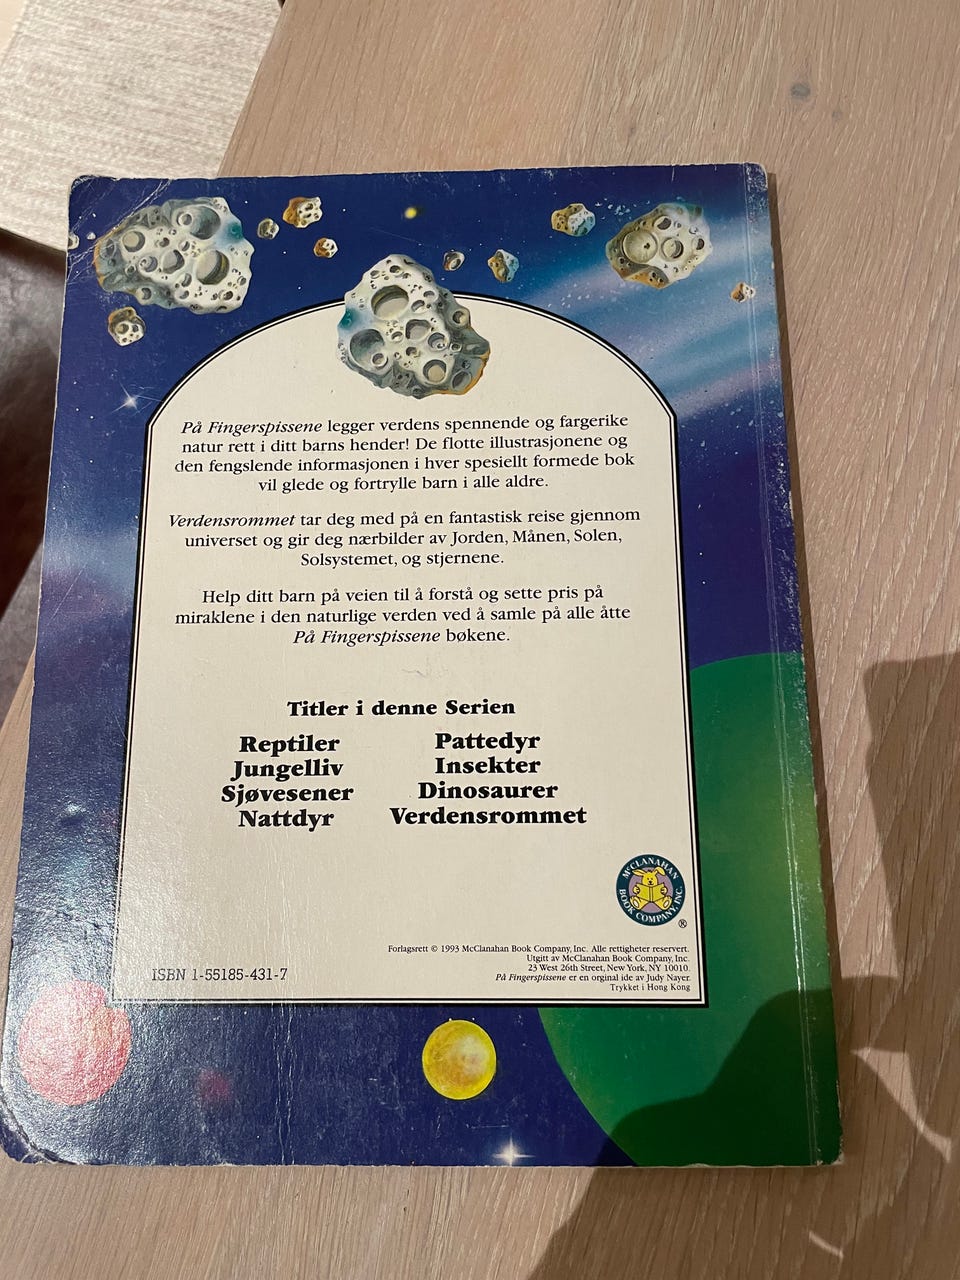 På Fingerspissene legger verdens spennende og fargerike
natur rett i ditt barns hender! De flotte illustrasjonene og
den fengslende informasjonen i hver spesiellt formede bok
vil glede og fortrylle barn i alle aldre.
Verdensrommet tar deg med på en fantastisk reise gjennom
universet og gir deg nærbilder av Jorden, Månen, Solen,
Solsystemet, og stjernene.
Help ditt barn på veien til å forstå og sette pris på
miraklene i den naturlige verden ved å samle på alle åtte
På Fingerspissene bøkene.
Titler i denne Serien
Reptiler
Jungelliv
Sjøvesener
Nattdyr
Pattedyr
Insekter
Dinosaurer
Verdensrommet
McCLANAHAN
BOOK COMPANY, INC.
®
Forlagsrett © 1993 McClanahan Book Company, Inc. Alle rettigheter reservert.
Utgitt av McClanahan Book Company, Inc.
23 West 26th Street, New York, NY 10010.
På Fingerspissene er en orginal ide av Judy Nayer.
Trykket i Hong Kong
ISBN 1-55185-431-7